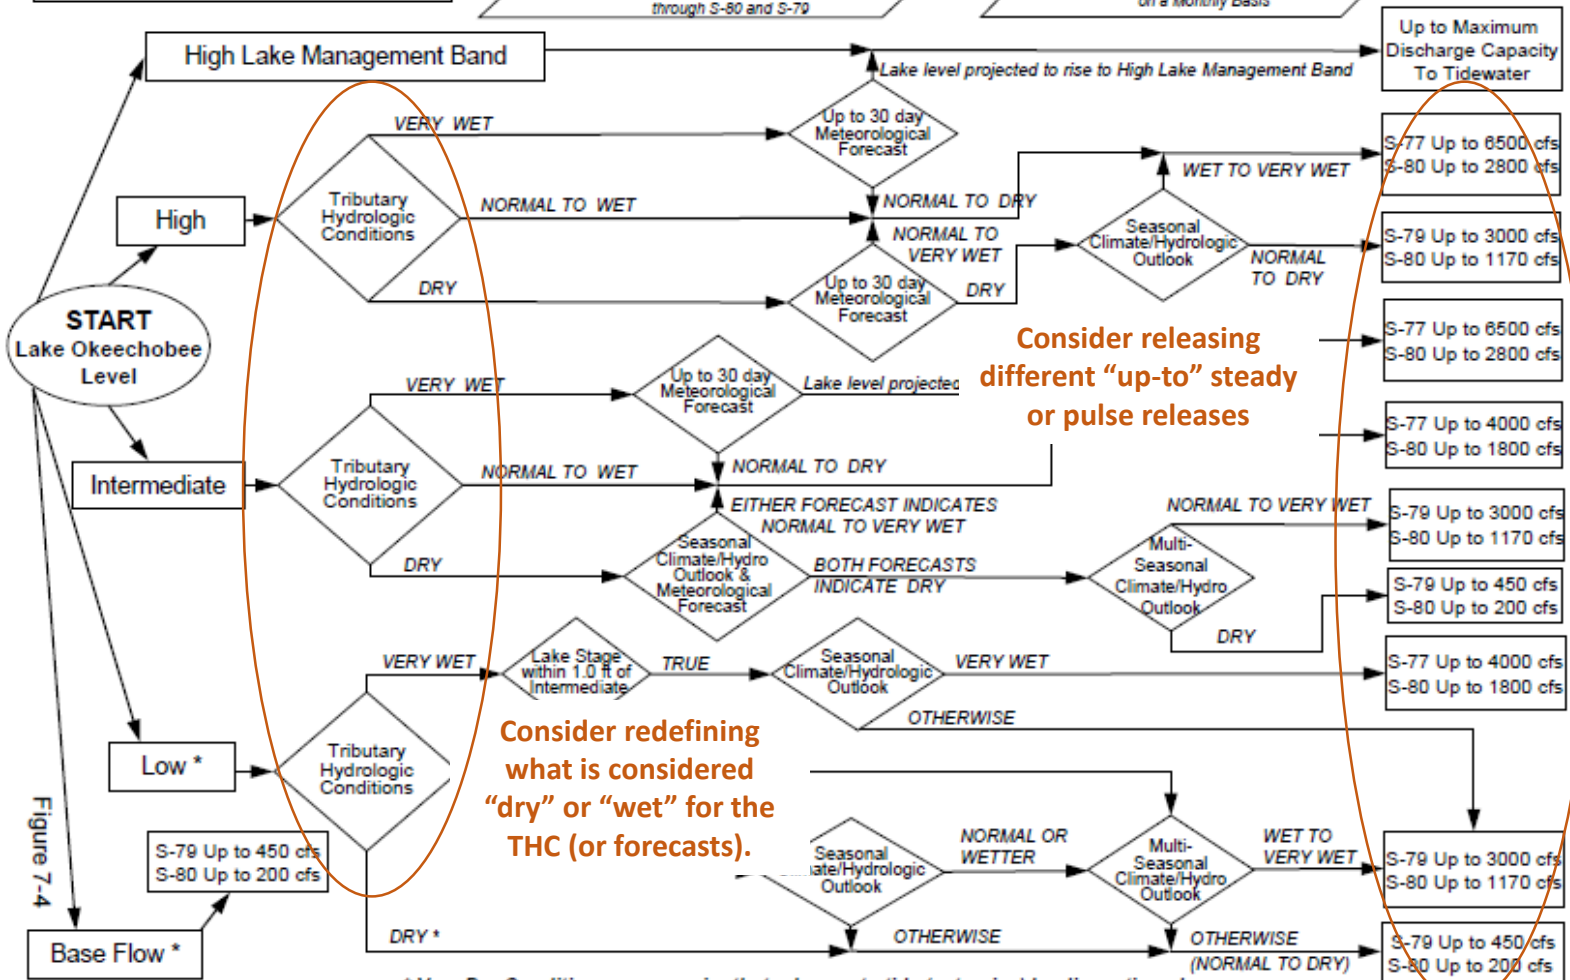 through S-80 and S-79
on a Monthly Basis
High Lake Management Band
Lake level projected to rise to High Lake Management Band
Up to Maximum
Discharge Capacity
To Tidewater
VERY WET
Up to 30 day
Meteorological
Forecast
S-77 Up to 6500 cfs
S-80 Up to 2800 cfs
WET TO VERY WET
High
Tributary
Hydrologic
Conditions
NORMAL TO WET
NORMAL TO DRY
NORMAL TO
VERY WET
Seasonal
Climate/Hydrologic
Outlook
NORMAL
TO DRY
S-79 Up to 3000 cfs
S-80 Up to 1170 cfs
DRY
Up to 30 day
Meteorological
Forecast
DRY
START
Lake Okeechobee
Level
Consider releasing
different “up-to” steady
or pulse releases
S-77 Up to 6500 cfs
S-80 Up to 2800 cfs
VERY WET
Up to 30 day
Meteorological
Forecast
Lake level projected
S-77 Up to 4000 cfs
S-80 Up to 1800 cfs
Intermediate
Tributary
Hydrologic
Conditions
NORMAL TO WET
NORMAL TO DRY
EITHER FORECAST INDICATES
NORMAL TO VERY WET
NORMAL TO VERY WET
S-79 Up to 3000 cfs
S-80 Up to 1170 cfs
DRY
Seasonal
Climate/Hydro
Outlook &
Meteorological
Forecast
BOTH FORECASTS
INDICATE DRY
Multi-
Seasonal
Climate/Hydro
Outlook
DRY
S-79 Up to 450 cfs
S-80 Up to 200 cfs
VERY WET
Lake Stage
within 1.0 ft of
Intermediate
TRUE
Seasonal
Climate/Hydrologic
Outlook
VERY WET
S-77 Up to 4000 cfs
S-80 Up to 1800 cfs
OTHERWISE
Low *
Tributary
Hydrologic
Conditions
Consider redefining
what is considered
“dry” or “wet” for the
THC (or forecasts).
Figure 7-4
S-79 Up to 450 cfs
S-80 Up to 200 cfs
Seasonal
Outlook
NORMAL OR
WETTER
Multi-
Seasonal
Climate/Hydro
Outlook
WET TO
VERY WET
S-79 Up to 3000 cfs
S-80 Up to 1170 cfs
Base Flow *
DRY *
OTHERWISE
OTHERWISE
(NORMAL TO DRY)
S-79 Up to 450 cfs
S-80 Up to 200 cfs